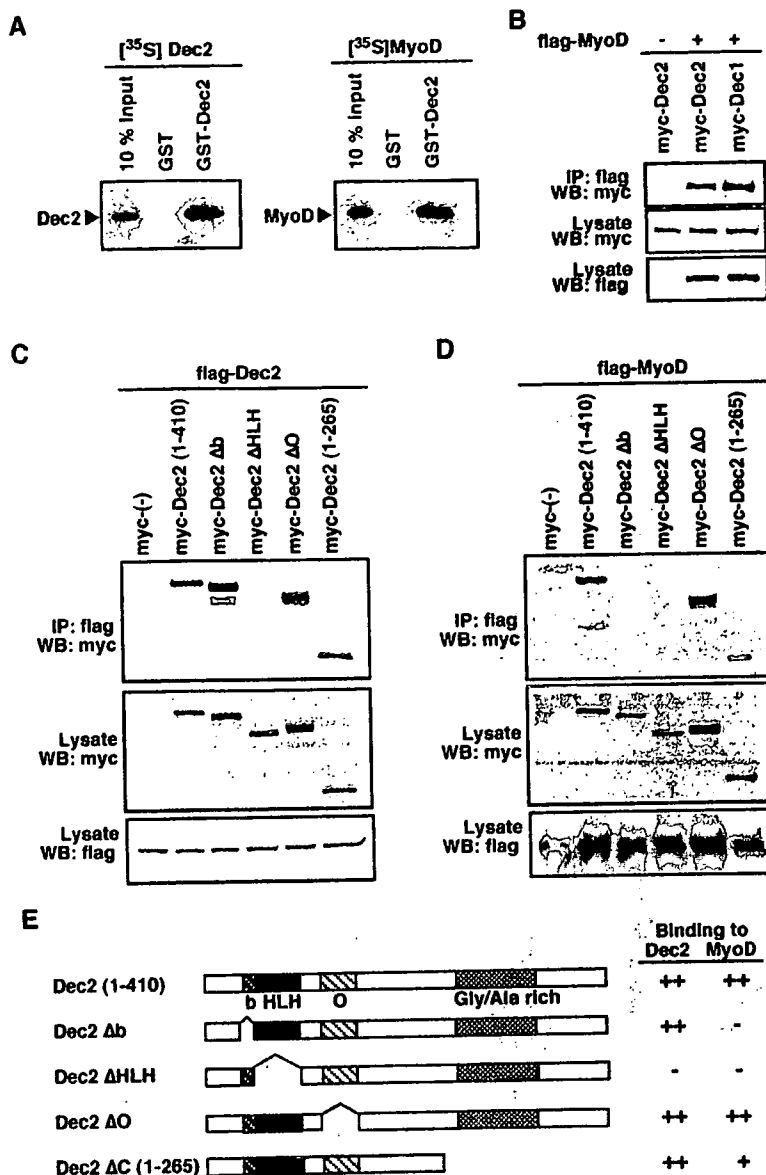 A
[35S] Dec2
10 % Input
GST
GST-Dec2
Dec2
[35S]MyoD
10 % Input
GST
GST-Dec2
MyoD
B
flag-MyoD - + +
myc-Dec2
myc-Dec2
myc-Dec1
IP: flag
WB: myc
Lysate
WB: myc
Lysate
WB: flag
C
flag-Dec2
myc-(-)
myc-Dec2 (1-410)
myc-Dec2 Δb
myc-Dec2 ΔHLH
myc-Dec2 ΔO
myc-Dec2 (1-265)
IP: flag
WB: myc
Lysate
WB: myc
Lysate
WB: flag
D
flag-MyoD
myc-(-)
myc-Dec2 (1-410)
myc-Dec2 Δb
myc-Dec2 ΔHLH
myc-Dec2 ΔO
myc-Dec2 (1-265)
IP: flag
WB: myc
Lysate
WB: myc
Lysate
WB: flag
E
Binding to
Dec2 MyoD
Dec2 (1-410) ++ ++
b HLH O Gly/Ala rich
Dec2 Δb ++ -
Dec2 ΔHLH - -
Dec2 ΔO ++ ++
Dec2 ΔC (1-265) ++ +